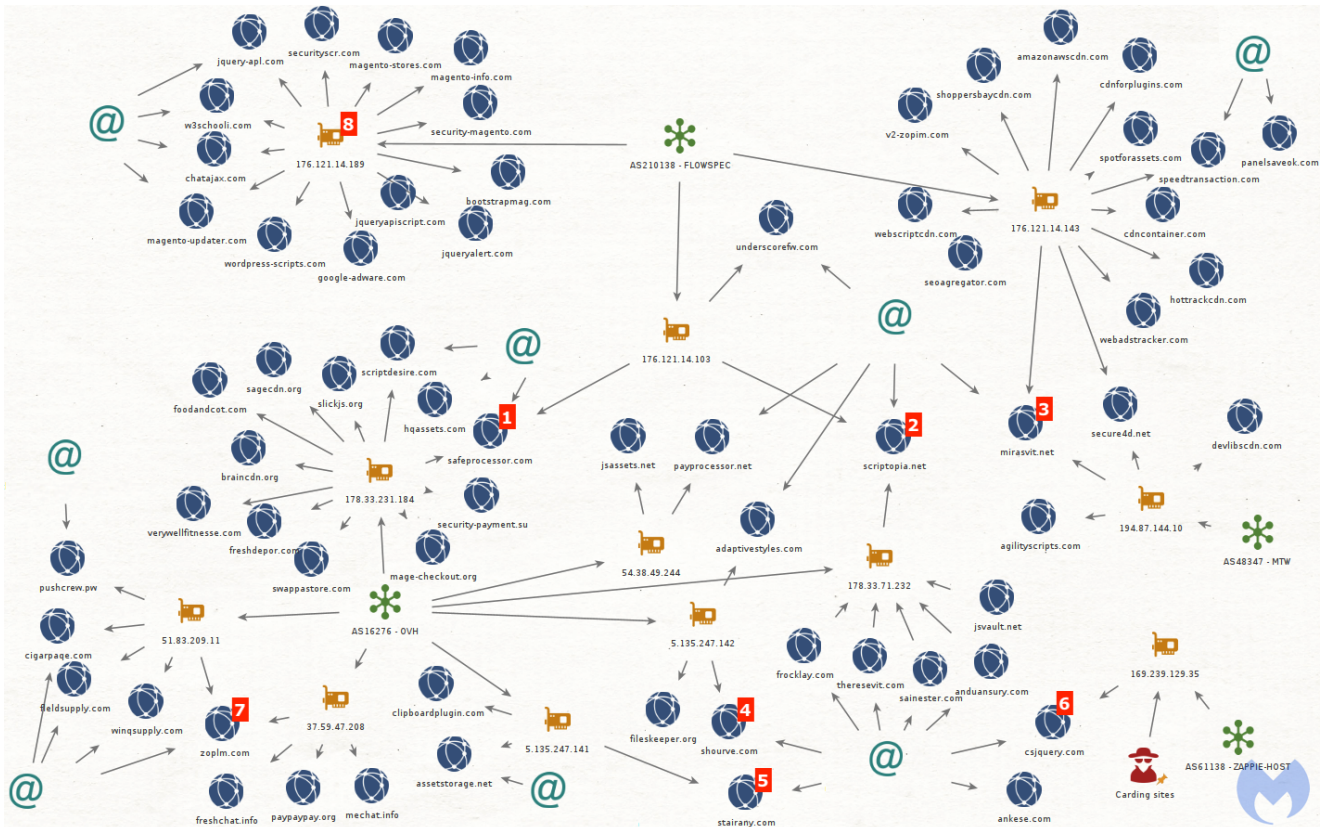 jquery-apl.com
securityscr.com
magento-stores.com
magento-info.com
@
w3schooli.com
8
security-magento.com
176.121.14.189
chatajax.com
bootstrapmag.com
jqueryapiscript.com
magento-updater.com
wordpress-scripts.com
google-adware.com
jqueryalert.com
AS210138 - FLOWSPEC
amazonawscdn.com
@
shoppersbaycdn.com
cdnforplugins.com
v2-zopim.com
spotforassets.com
panelsaveok.com
speedtransaction.com
webscriptcdn.com
176.121.14.143
cdncontainer.com
seoagregator.com
hottrackcdn.com
webadstracker.com
underscorefw.com
@
176.121.14.103
@
scriptdesire.com
sagecdn.org
slickjs.org
foodandcot.com
hqassets.com
1
safeprocessor.com
braincdn.org
178.33.231.184
verywellfitnesse.com
freshdepor.com
security-payment.su
swappastore.com
mage-checkout.org
jsassets.net
payprocessor.net
2
scriptopia.net
3
mirasvit.net
secure4d.net
devlibscdn.com
194.87.144.10
agilityscripts.com
AS48347 - MTW
adaptivestyles.com
54.38.49.244
178.33.71.232
@
pushcrew.pw
51.83.209.11
AS16276 - OVH
5.135.247.142
jsvault.net
cigarpaqe.com
fieldsupply.com
winqsupply.com
7
zoplm.com
37.59.47.208
clipboardplugin.com
5.135.247.141
fileskeeper.org
4
shourve.com
frocklay.com
theresevit.com
sainester.com
anduansury.com
169.239.129.35
6
csjquery.com
@
freshchat.info
paypaypay.org
mechat.info
assetstorage.net
@
5
stairany.com
@
ankese.com
Carding sites
AS61138 - ZAPPIE-HOST